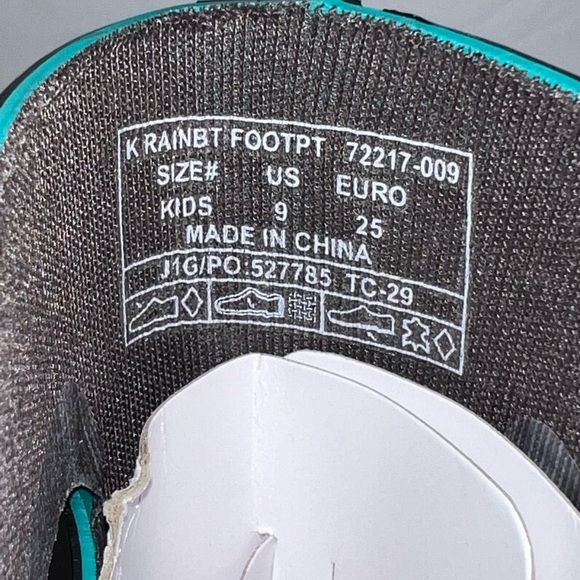 K RAINBT FOOTPT 72217-009
SIZE# US EURO
KIDS 9 25
MADE IN CHINA
J1G/PO:527785 TC-29